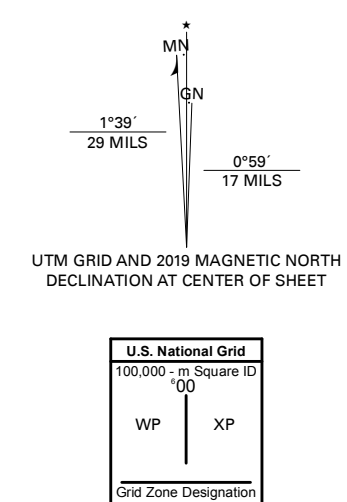 ★
MN
GN
1°39´
29 MILS
0°59´
17 MILS
UTM GRID AND 2019 MAGNETIC NORTH
DECLINATION AT CENTER OF SHEET
U.S. National Grid
100,000 - m Square ID
⁶00
WP XP
Grid Zone Designation